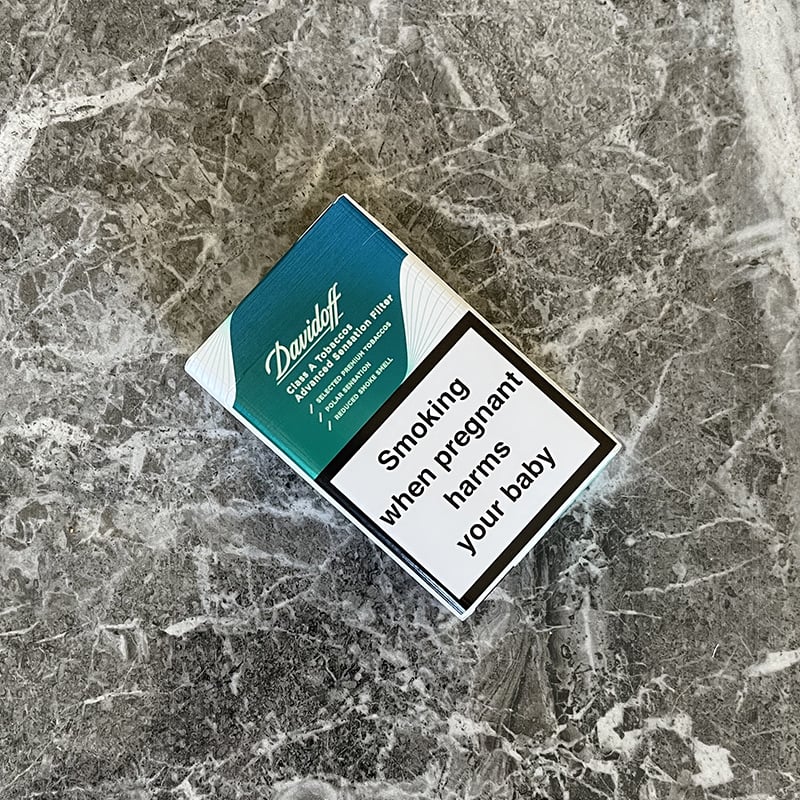 Davidoff
Class A Tobaccos
Advanced Sensation Filter
/ SELECTED PREMIUM TOBACCOS
/ POLAR SENSATION
/ REDUCED SMOKE SMELL
Smoking
when pregnant
harms
your baby